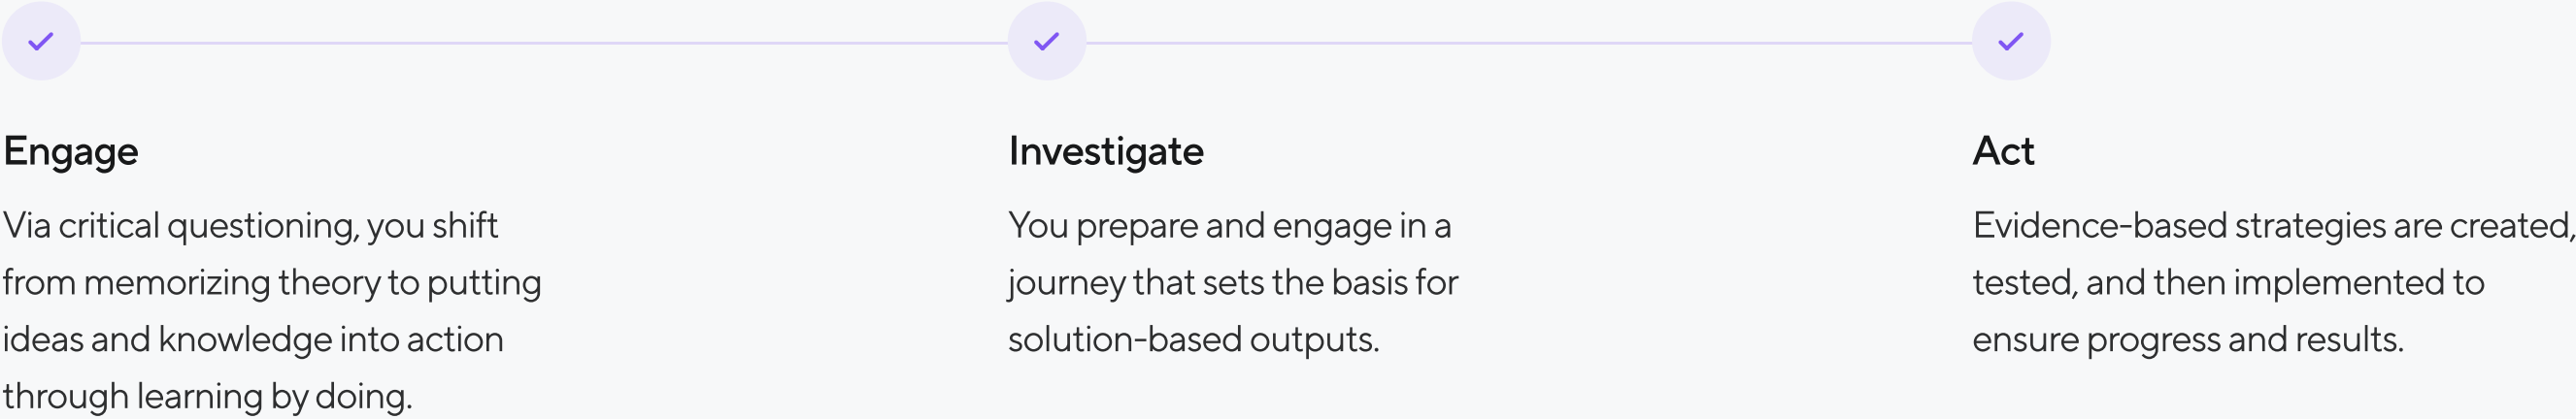 Engage
Via critical questioning, you shift
from memorizing theory to putting
ideas and knowledge into action
through learning by doing.
Investigate
You prepare and engage in a
journey that sets the basis for
solution-based outputs.
Act
Evidence-based strategies are created,
tested, and then implemented to
ensure progress and results.